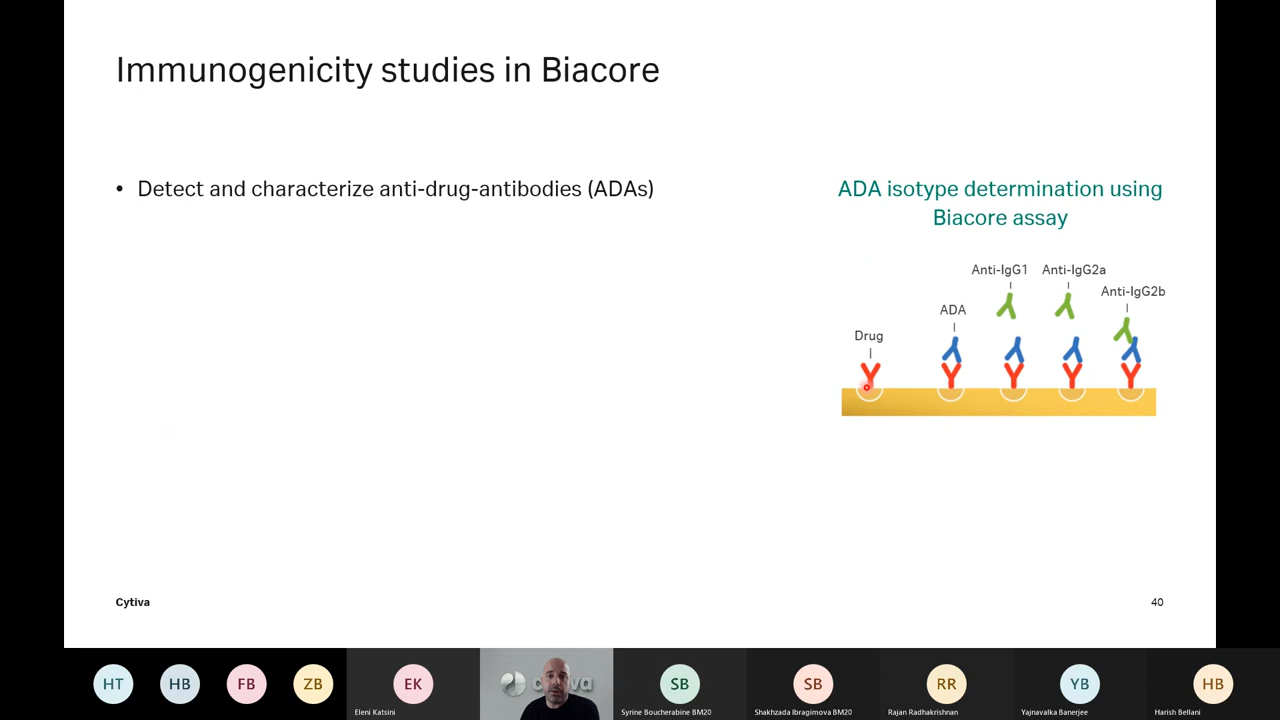 Immunogenicity studies in Biacore
• Detect and characterize anti-drug-antibodies (ADAs)
ADA isotype determination using
Biacore assay
Anti-IgG1
Anti-IgG2a
Anti-IgG2b
ADA
Drug
Cytiva
40
HT
HB
FB
ZB
EK
SB
SB
RR
YB
HB
Eleni Katsini
Syrine Boucherabine BM20
Shakhzada Ibragimova BM20
Rajan Radhakrishnan
Yajnavalka Banerjee
Harish Bellani